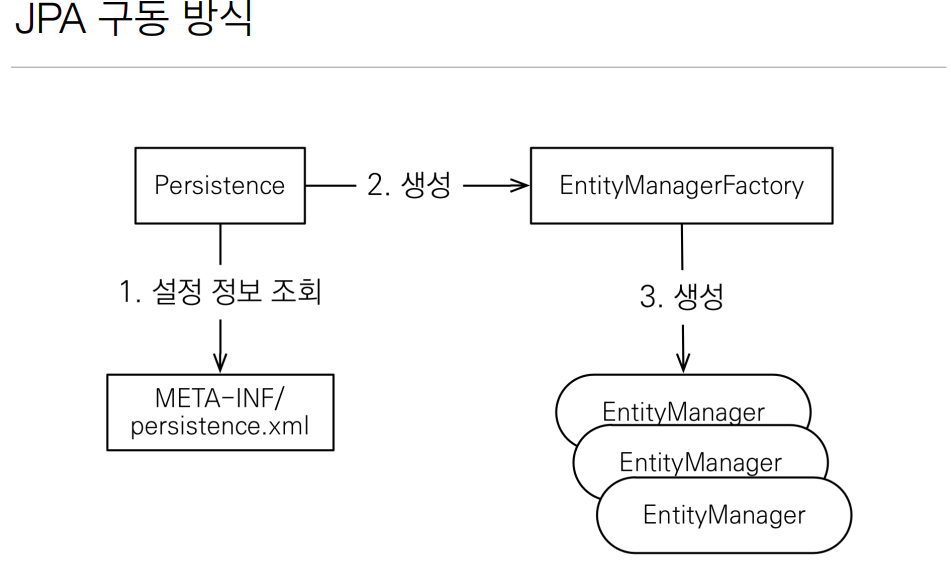 JPA 구동 방식
Persistence
2. 생성
EntityManagerFactory
1. 설정 정보 조회
3. 생성
META-INF/
persistence.xml
EntityManager
EntityManager
EntityManager